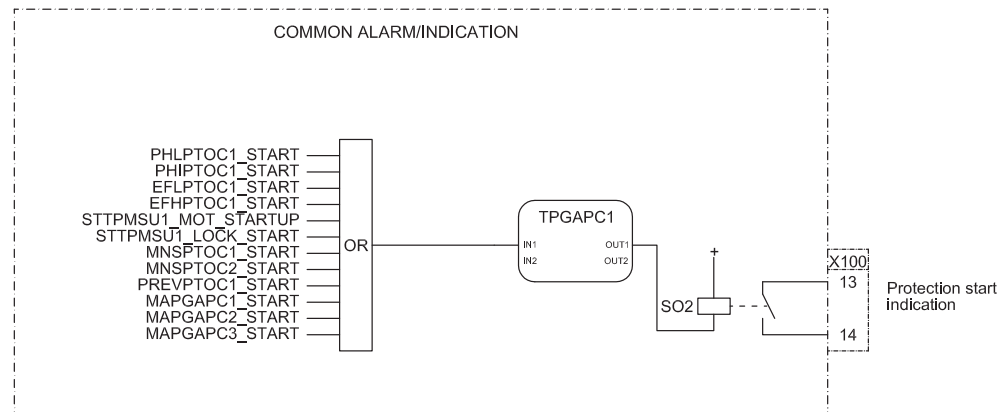 COMMON ALARM/INDICATION
PHLPTOC1_START
PHIPTOC1_START
EFLPTOC1_START
EFHPTOC1_START
STTPMSU1_MOT_STARTUP
STTPMSU1_LOCK_START
MNSPTOC1_START
MNSPTOC2_START
PREVPTOC1_START
MAPGAPC1_START
MAPGAPC2_START
MAPGAPC3_START
OR
TPGAPC1
IN1 OUT1
IN2 OUT2
+
SO2
X100
13
14
Protection start
indication